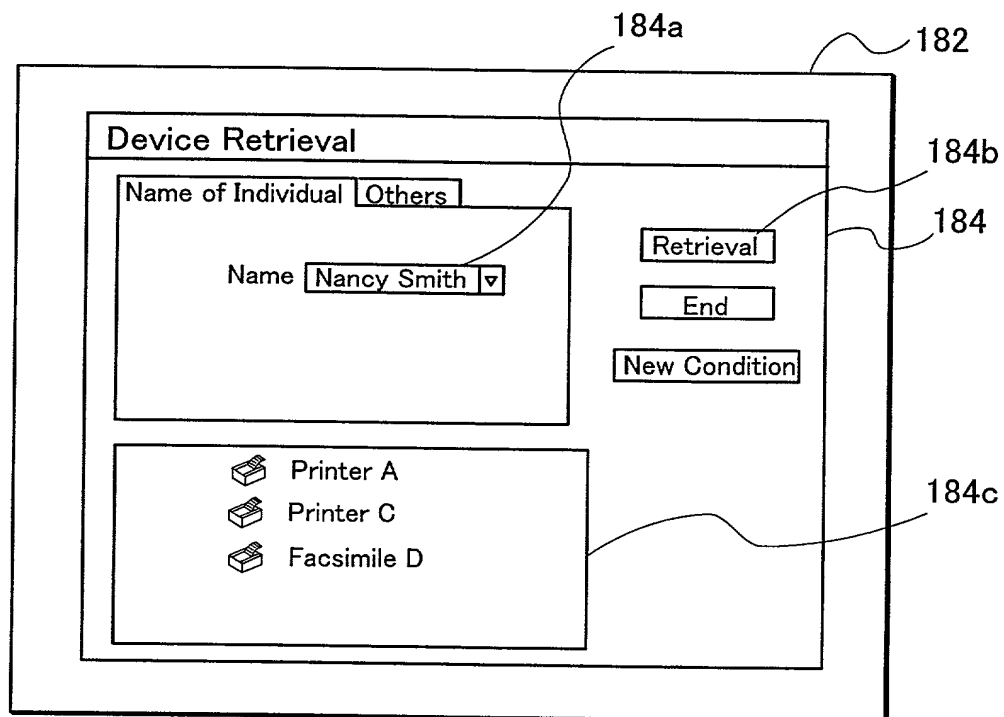 184a
182
Device Retrieval
184b
Name of Individual Others
184
Retrieval
Name Nancy Smith
End
New Condition
Printer A
184c
Printer C
Facsimile D